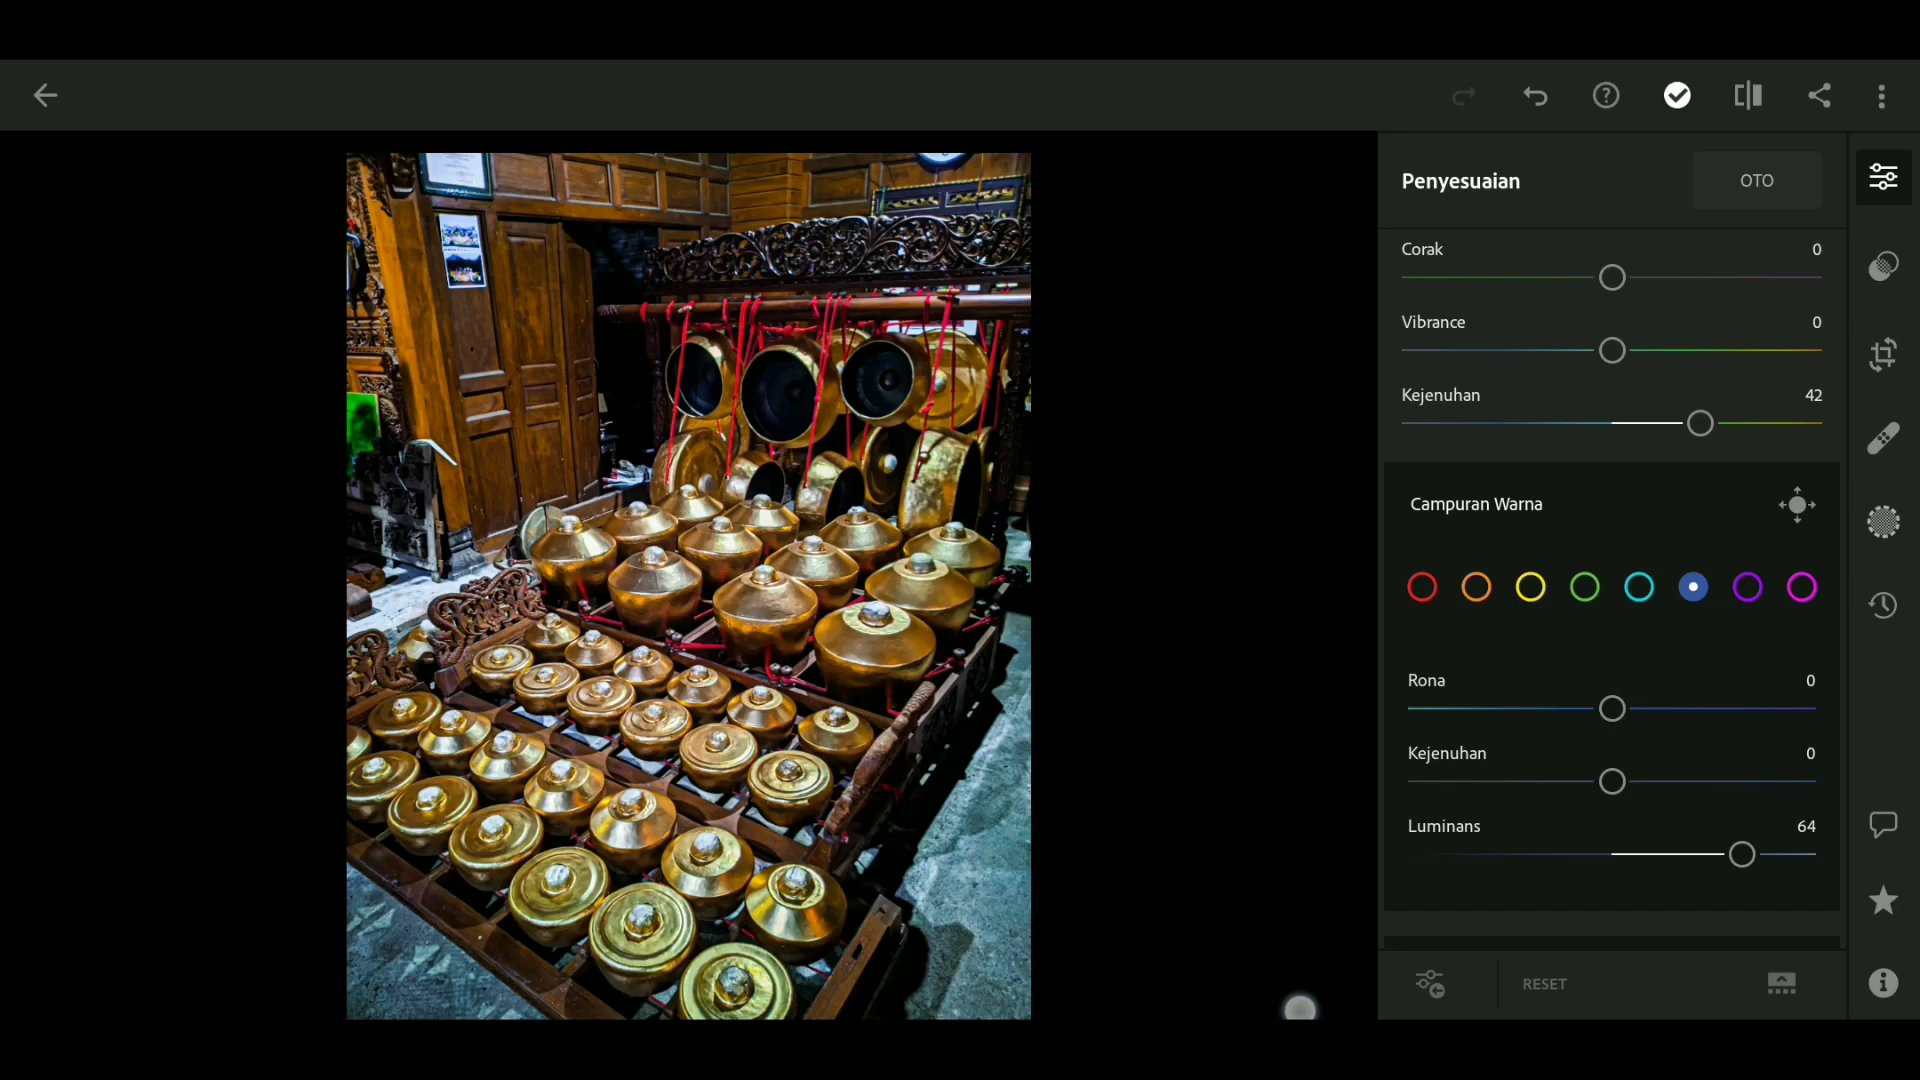 Penyesuaian
OTO
Corak 0
Vibrance 0
Kejenuhan 42
Campuran Warna
Rona 0
Kejenuhan 0
Luminans 64
RESET